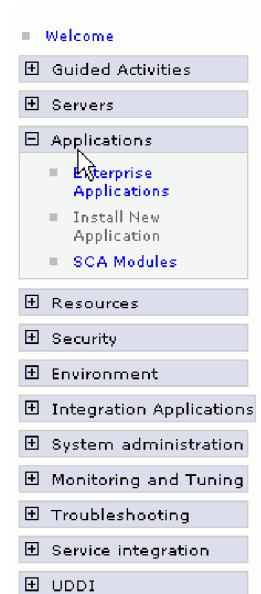 Welcome
Guided Activities
Servers
Applications
Enterprise
Applications
Install New
Application
SCA Modules
Resources
Security
Environment
Integration Applications
System administration
Monitoring and Tuning
Troubleshooting
Service integration
UDDI